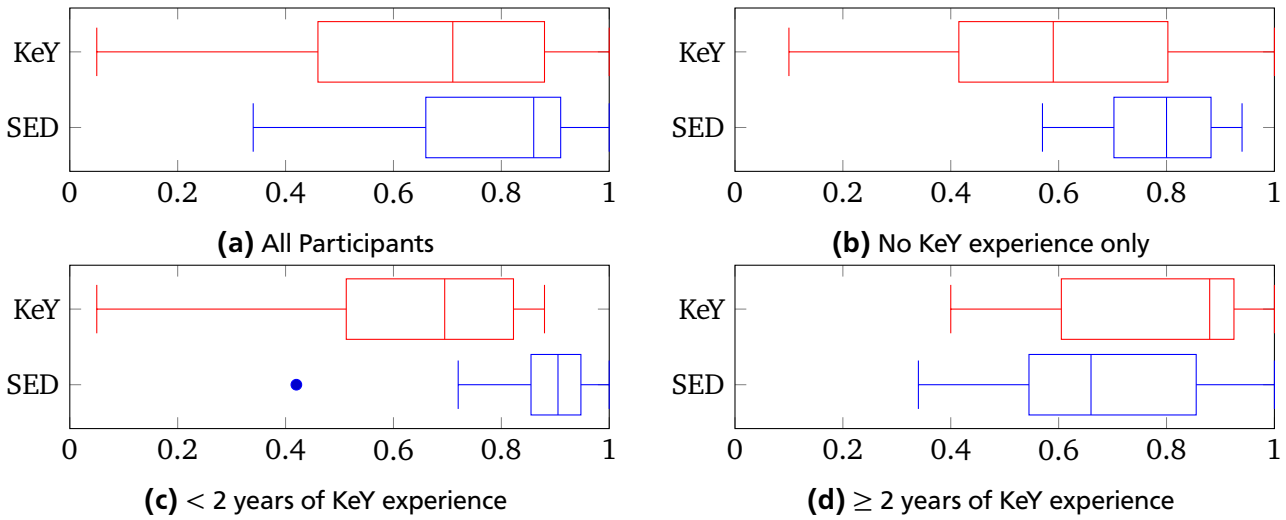 KeY
SED
0 0.2 0.4 0.6 0.8 1
(a) All Participants
KeY
SED
0 0.2 0.4 0.6 0.8 1
(b) No KeY experience only
KeY
SED
0 0.2 0.4 0.6 0.8 1
(c) < 2 years of KeY experience
KeY
SED
0 0.2 0.4 0.6 0.8 1
(d) ≥ 2 years of KeY experience